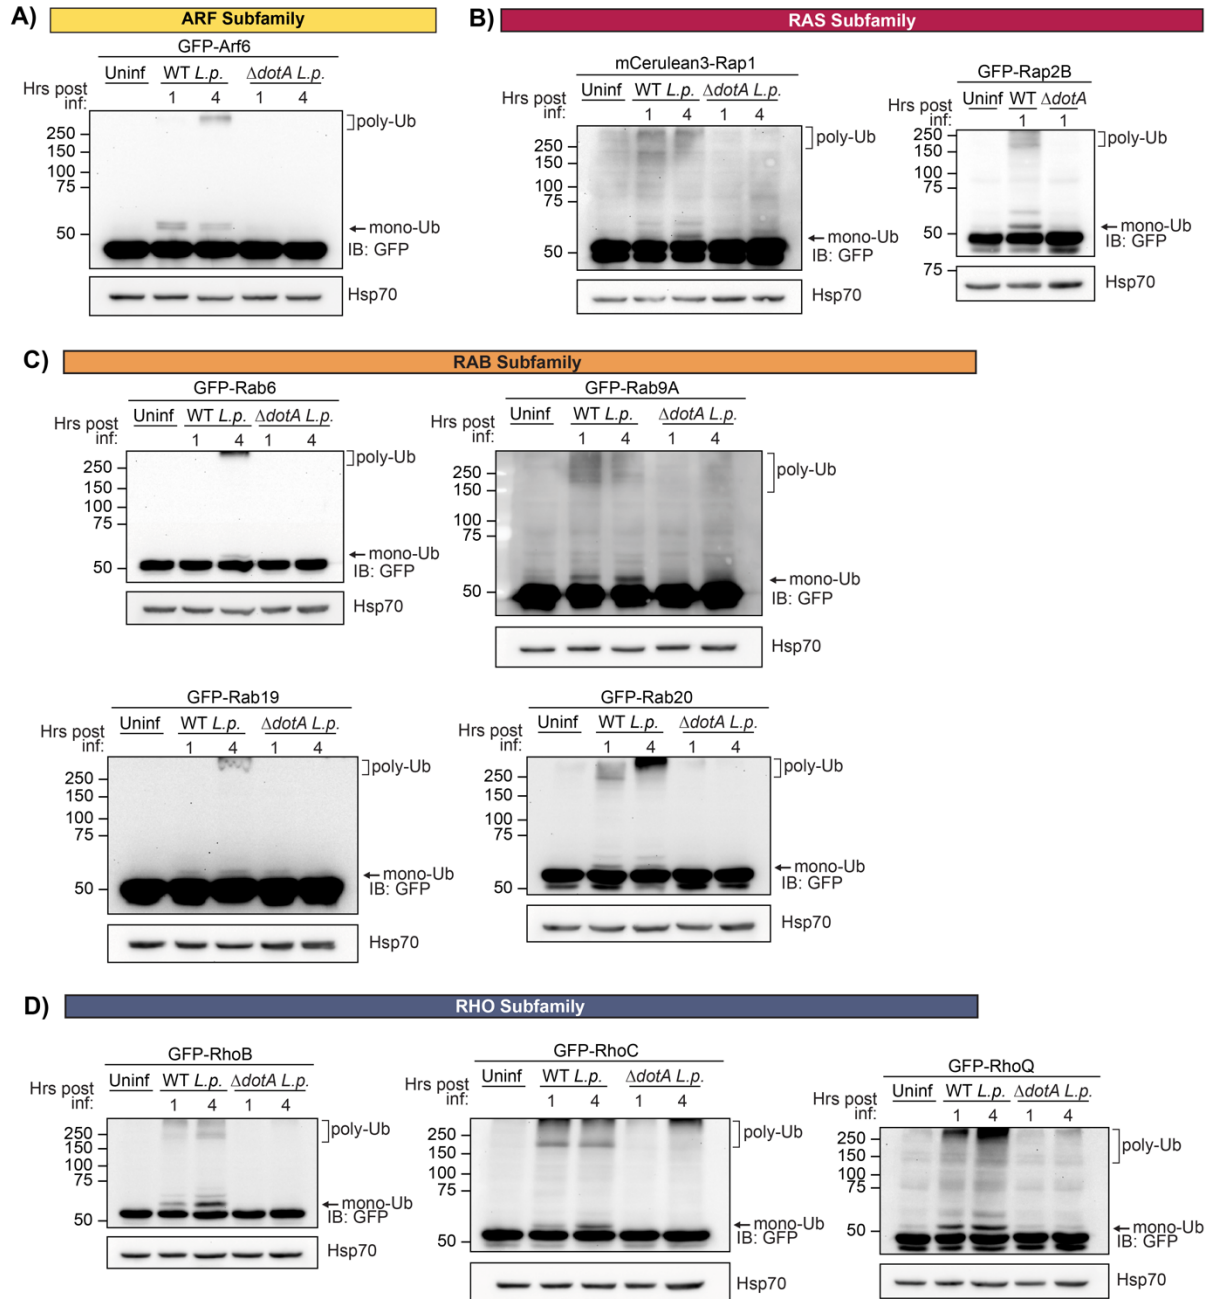 A)
ARF Subfamily
GFP-Arf6
Uninf WT L.p. ΔdotA L.p.
Hrs post
inf: 1 4 1 4
250
150
100
75
50
poly-Ub
mono-Ub
IB: GFP
Hsp70
B)
RAS Subfamily
mCerulean3-Rap1
Uninf WT L.p. ΔdotA L.p.
Hrs post
inf: 1 4 1 4
250
150
100
75
50
poly-Ub
mono-Ub
IB: GFP
Hsp70
GFP-Rap2B
Uninf WT ΔdotA
Hrs post
inf: 1 1
250
150
100
75
50
75
poly-Ub
mono-Ub
IB: GFP
Hsp70
C)
RAB Subfamily
GFP-Rab6
Uninf WT L.p. ΔdotA L.p.
Hrs post
inf: 1 4 1 4
250
150
100
75
50
poly-Ub
mono-Ub
IB: GFP
Hsp70
GFP-Rab9A
Uninf WT L.p. ΔdotA L.p.
Hrs post
inf: 1 4 1 4
250
150
100
75
50
poly-Ub
mono-Ub
IB: GFP
Hsp70
GFP-Rab19
Uninf WT L.p. ΔdotA L.p.
Hrs post
inf: 1 4 1 4
250
150
100
75
50
poly-Ub
mono-Ub
IB: GFP
Hsp70
GFP-Rab20
Uninf WT L.p. ΔdotA L.p.
Hrs post
inf: 1 4 1 4
250
150
100
75
50
poly-Ub
mono-Ub
IB: GFP
Hsp70
D)
RHO Subfamily
GFP-RhoB
Uninf WT L.p. ΔdotA L.p.
Hrs post
inf: 1 4 1 4
250
150
100
75
50
poly-Ub
mono-Ub
IB: GFP
Hsp70
GFP-RhoC
Uninf WT L.p. ΔdotA L.p.
Hrs post
inf: 1 4 1 4
250
150
100
75
50
poly-Ub
mono-Ub
IB: GFP
Hsp70
GFP-RhoQ
Uninf WT L.p. ΔdotA L.p.
Hrs post
inf: 1 4 1 4
250
150
100
75
50
poly-Ub
mono-Ub
IB: GFP
Hsp70